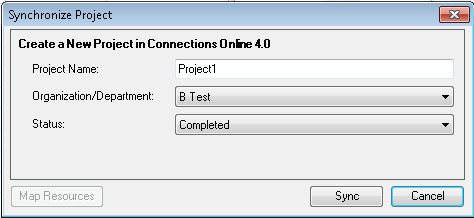 Synchronize Project
Create a New Project in Connections Online 4.0
Project Name: Project1
Organization/Department: B Test
Status: Completed
Map Resources Sync Cancel